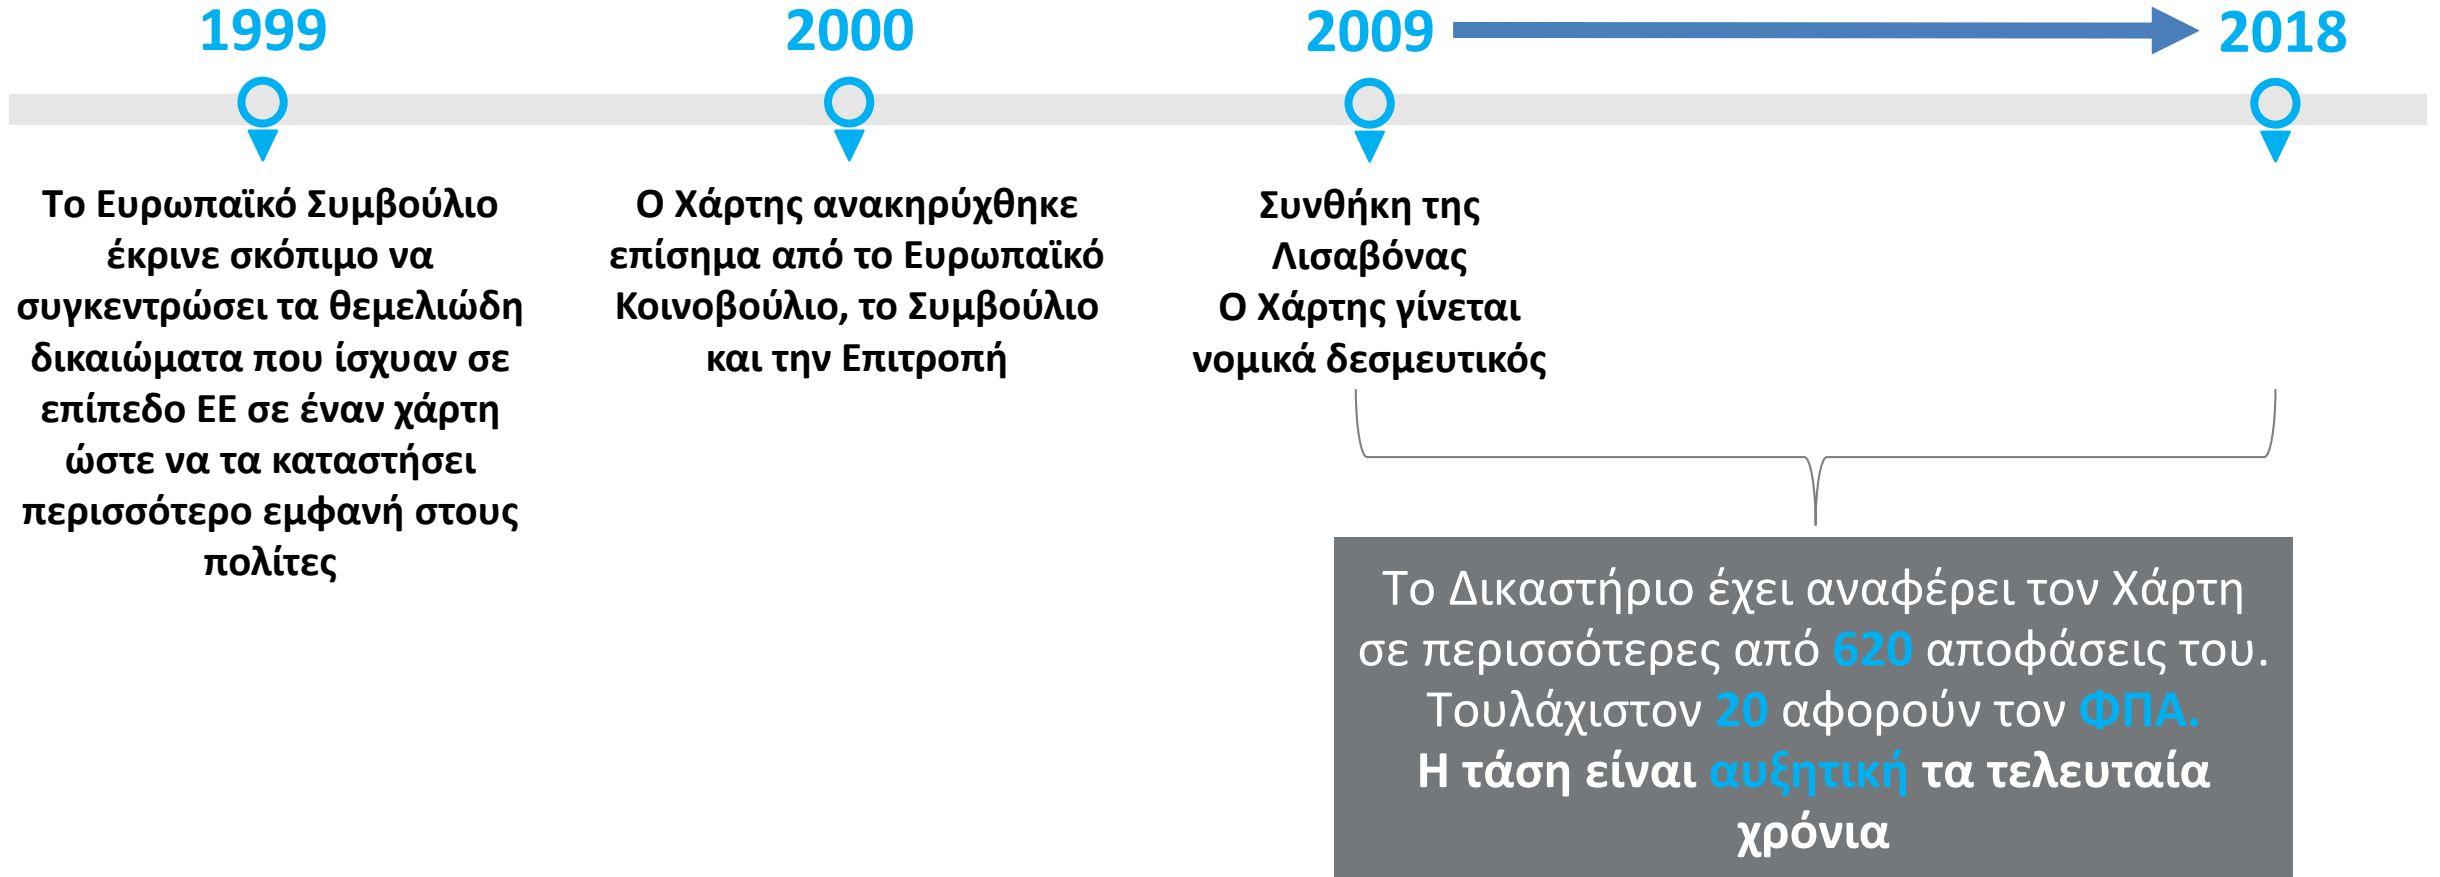 1999
Το Ευρωπαϊκό Συμβούλιο
έκρινε σκόπιμο να
συγκεντρώσει τα θεμελιώδη
δικαιώματα που ίσχυαν σε
επίπεδο ΕΕ σε έναν χάρτη
ώστε να τα καταστήσει
περισσότερο εμφανή στους
πολίτες
2000
Ο Χάρτης ανακηρύχθηκε
επίσημα από το Ευρωπαϊκό
Κοινοβούλιο, το Συμβούλιο
και την Επιτροπή
2009
Συνθήκη της
Λισαβόνας
Ο Χάρτης γίνεται
νομικά δεσμευτικός
2018
Το Δικαστήριο έχει αναφέρει τον Χάρτη
σε περισσότερες από 620 αποφάσεις του.
Τουλάχιστον 20 αφορούν τον ΦΠΑ.
Η τάση είναι αυξητική τα τελευταία
χρόνια